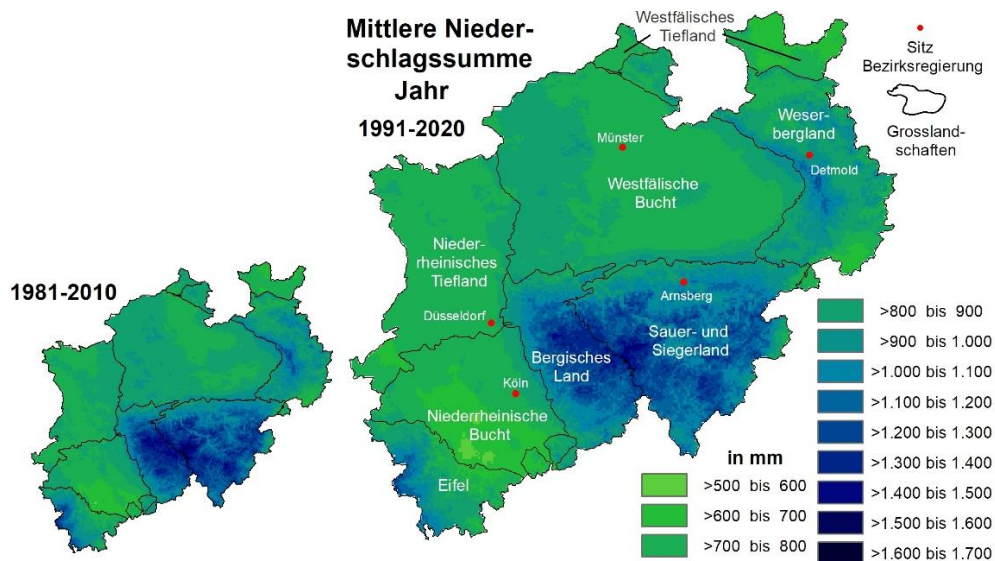 Mittlere Nieder-
schlagssumme
Jahr
1991-2020
1981-2010
Westfälisches
Tiefland
Sitz
Bezirksregierung
Grossland-
schaften
Weser-
bergland
Detmold
Münster
Westfälische
Bucht
Nieder-
rheinisches
Tiefland
Düsseldorf
Arnsberg
Sauer- und
Siegerland
Bergisches
Land
Köln
Niederrheinische
Bucht
Eifel
in mm
>500 bis 600
>600 bis 700
>700 bis 800
>800 bis 900
>900 bis 1.000
>1.000 bis 1.100
>1.100 bis 1.200
>1.200 bis 1.300
>1.300 bis 1.400
>1.400 bis 1.500
>1.500 bis 1.600
>1.600 bis 1.700